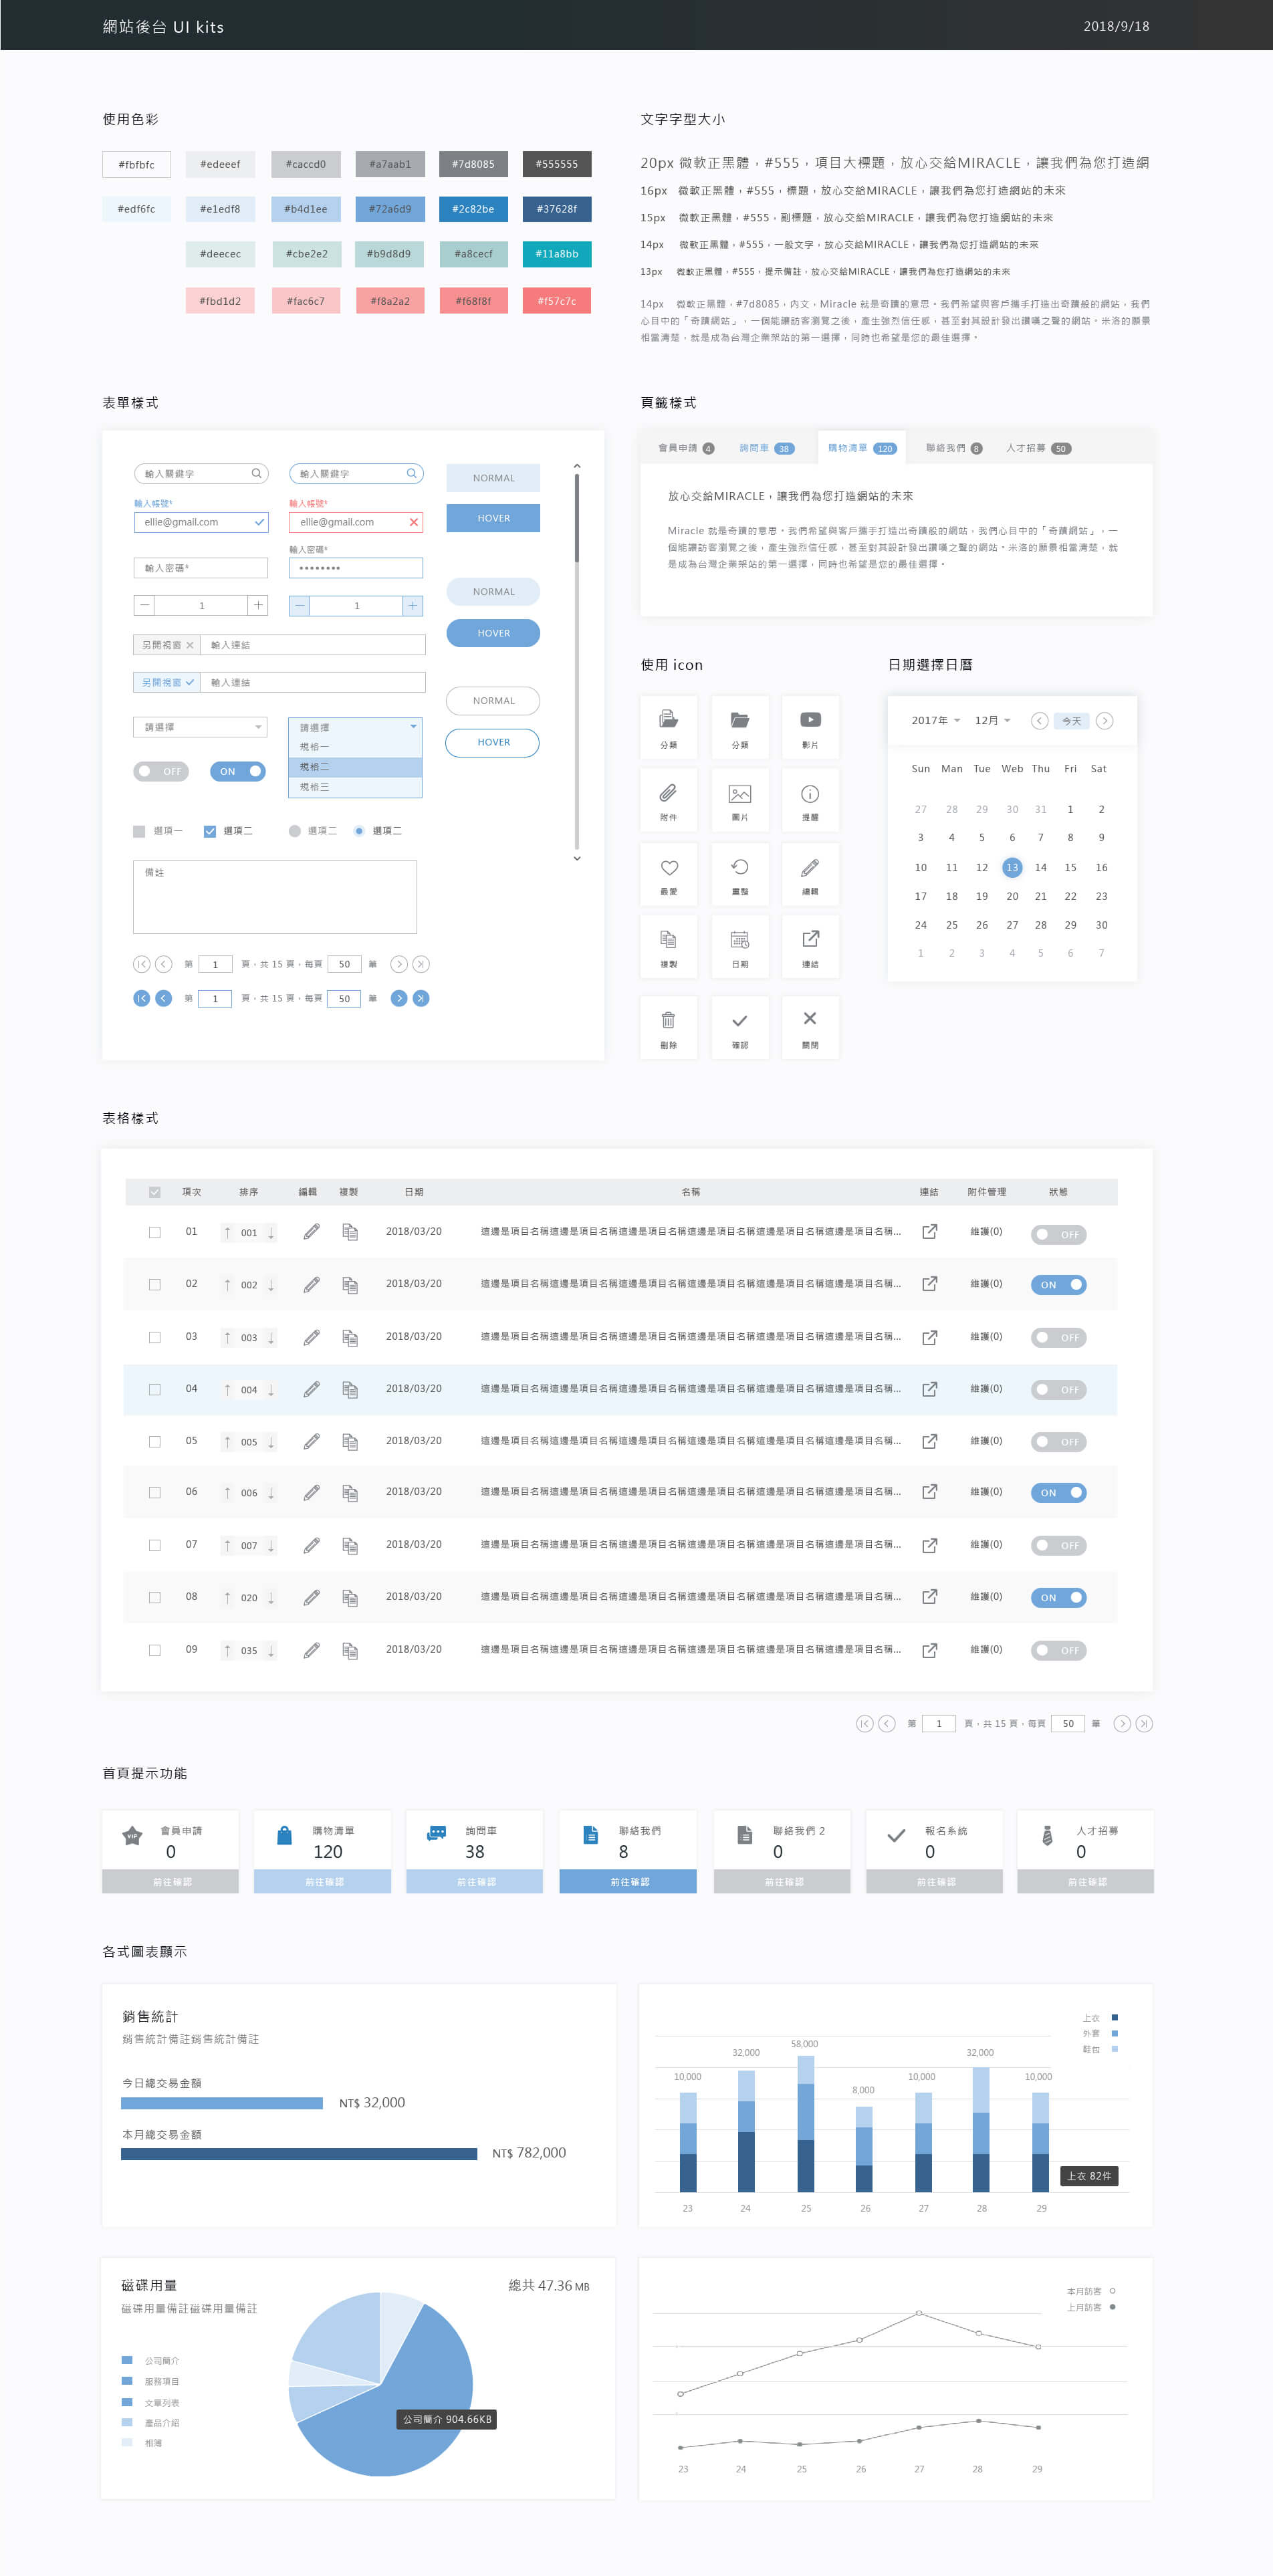 網站後台 UI kits
2018/9/18
使用色彩
#fbfbfc #edeeef #caccd0 #a7aab1 #7d8085 #555555
#edf6fc #e1edf8 #b4d1ee #72a6d9 #2c82be #37628f
#deecec #cbe2e2 #b9d8d9 #a8cecf #11a8bb
#fbd1d2 #fac6c7 #f8a2a2 #f68f8f #f57c7c
文字字型大小
20px 微軟正黑體，#555，項目大標題，放心交給MIRACLE，讓我們為您打造網
16px 微軟正黑體，#555，標題，放心交給MIRACLE，讓我們為您打造網站的未來
15px 微軟正黑體，#555，副標題，放心交給MIRACLE，讓我們為您打造網站的未來
14px 微軟正黑體，#555，一般文字，放心交給MIRACLE，讓我們為您打造網站的未來
13px 微軟正黑體，#555，提示備註，放心交給MIRACLE，讓我們為您打造網站的未來
14px 微軟正黑體，#7d8085，內文，Miracle 就是奇蹟的意思。我們希望與客戶攜手打造出奇蹟般的網站，我們
心目中的「奇蹟網站」，一個能讓訪客瀏覽之後，產生強烈信任感，甚至對其設計發出讚嘆之聲的網站。米洛的願景
相當清楚，就是成為台灣企業架站的第一選擇，同時也希望是您的最佳選擇。
表單樣式
輸入關鍵字 輸入關鍵字 NORMAL
輸入帳號* 輸入帳號*
ellie@gmail.com ellie@gmail.com HOVER
輸入密碼*
輸入密碼* ••••••••
NORMAL
1 1
HOVER
另開視窗 輸入連結
另開視窗 輸入連結
NORMAL
請選擇 請選擇
規格一 HOVER
規格二
OFF ON
規格三
選項一 選項二 選項二 選項二
備註
第 1 頁，共 15 頁，每頁 50 筆
第 1 頁，共 15 頁，每頁 50 筆
頁籤樣式
會員申請 4 詢問車 38 購物清單 120 聯絡我們 8 人才招募 50
放心交給MIRACLE，讓我們為您打造網站的未來
Miracle 就是奇蹟的意思。我們希望與客戶攜手打造出奇蹟般的網站，我們心目中的「奇蹟網站」，一
個能讓訪客瀏覽之後，產生強烈信任感，甚至對其設計發出讚嘆之聲的網站。米洛的願景相當清楚，就
是成為台灣企業架站的第一選擇，同時也希望是您的最佳選擇。
使用 icon
分類 分類 影片
附件 圖片 提醒
最愛 重整 編輯
複製 日期 連結
刪除 確認 關閉
日期選擇日曆
2017年 12月 今天
Sun Man Tue Web Thu Fri Sat
27 28 29 30 31 1 2
3 4 5 6 7 8 9
10 11 12 13 14 15 16
17 18 19 20 21 22 23
24 25 26 27 28 29 30
1 2 3 4 5 6 7
表格樣式
項次 排序 編輯 複製 日期 名稱 連結 附件管理 狀態
01 ↑ 001 ↓ 2018/03/20 這邊是項目名稱這邊是項目名稱這邊是項目名稱這邊是項目名稱這邊是項目名稱這邊是項目名稱... 維護(0) OFF
02 ↑ 002 ↓ 2018/03/20 這邊是項目名稱這邊是項目名稱這邊是項目名稱這邊是項目名稱這邊是項目名稱這邊是項目名稱... 維護(0) ON
03 ↑ 003 ↓ 2018/03/20 這邊是項目名稱這邊是項目名稱這邊是項目名稱這邊是項目名稱這邊是項目名稱這邊是項目名稱... 維護(0) OFF
04 ↑ 004 ↓ 2018/03/20 這邊是項目名稱這邊是項目名稱這邊是項目名稱這邊是項目名稱這邊是項目名稱這邊是項目名稱... 維護(0) OFF
05 ↑ 005 ↓ 2018/03/20 這邊是項目名稱這邊是項目名稱這邊是項目名稱這邊是項目名稱這邊是項目名稱這邊是項目名稱... 維護(0) OFF
06 ↑ 006 ↓ 2018/03/20 這邊是項目名稱這邊是項目名稱這邊是項目名稱這邊是項目名稱這邊是項目名稱這邊是項目名稱... 維護(0) ON
07 ↑ 007 ↓ 2018/03/20 這邊是項目名稱這邊是項目名稱這邊是項目名稱這邊是項目名稱這邊是項目名稱這邊是項目名稱... 維護(0) OFF
08 ↑ 020 ↓ 2018/03/20 這邊是項目名稱這邊是項目名稱這邊是項目名稱這邊是項目名稱這邊是項目名稱這邊是項目名稱... 維護(0) ON
09 ↑ 035 ↓ 2018/03/20 這邊是項目名稱這邊是項目名稱這邊是項目名稱這邊是項目名稱這邊是項目名稱這邊是項目名稱... 維護(0) OFF
第 1 頁，共 15 頁，每頁 50 筆
首頁提示功能
VIP 會員申請 購物清單 詢問車 聯絡我們 聯絡我們 2 報名系統 人才招募
0 120 38 8 0 0 0
前往確認 前往確認 前往確認 前往確認 前往確認 前往確認 前往確認
各式圖表顯示
銷售統計
銷售統計備註銷售統計備註
今日總交易金額
NT$ 32,000
本月總交易金額
NT$ 782,000
上衣
外套
鞋包
10,000 32,000 58,000 8,000 10,000 32,000 10,000
上衣 82件
23 24 25 26 27 28 29
磁碟用量
磁碟用量備註磁碟用量備註
總共 47.36 MB
公司簡介
服務項目
文章列表
產品介紹
相簿
公司簡介 904.66KB
本月訪客
上月訪客
23 24 25 26 27 28 29